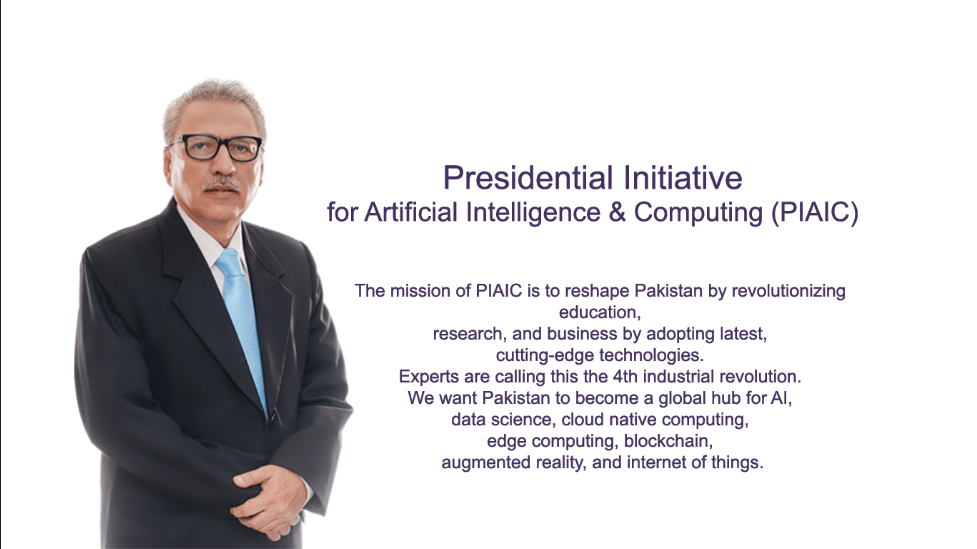 Presidential Initiative
for Artificial Intelligence & Computing (PIAIC)
The mission of PIAIC is to reshape Pakistan by revolutionizing
education,
research, and business by adopting latest,
cutting-edge technologies.
Experts are calling this the 4th industrial revolution.
We want Pakistan to become a global hub for AI,
data science, cloud native computing,
edge computing, blockchain,
augmented reality, and internet of things.